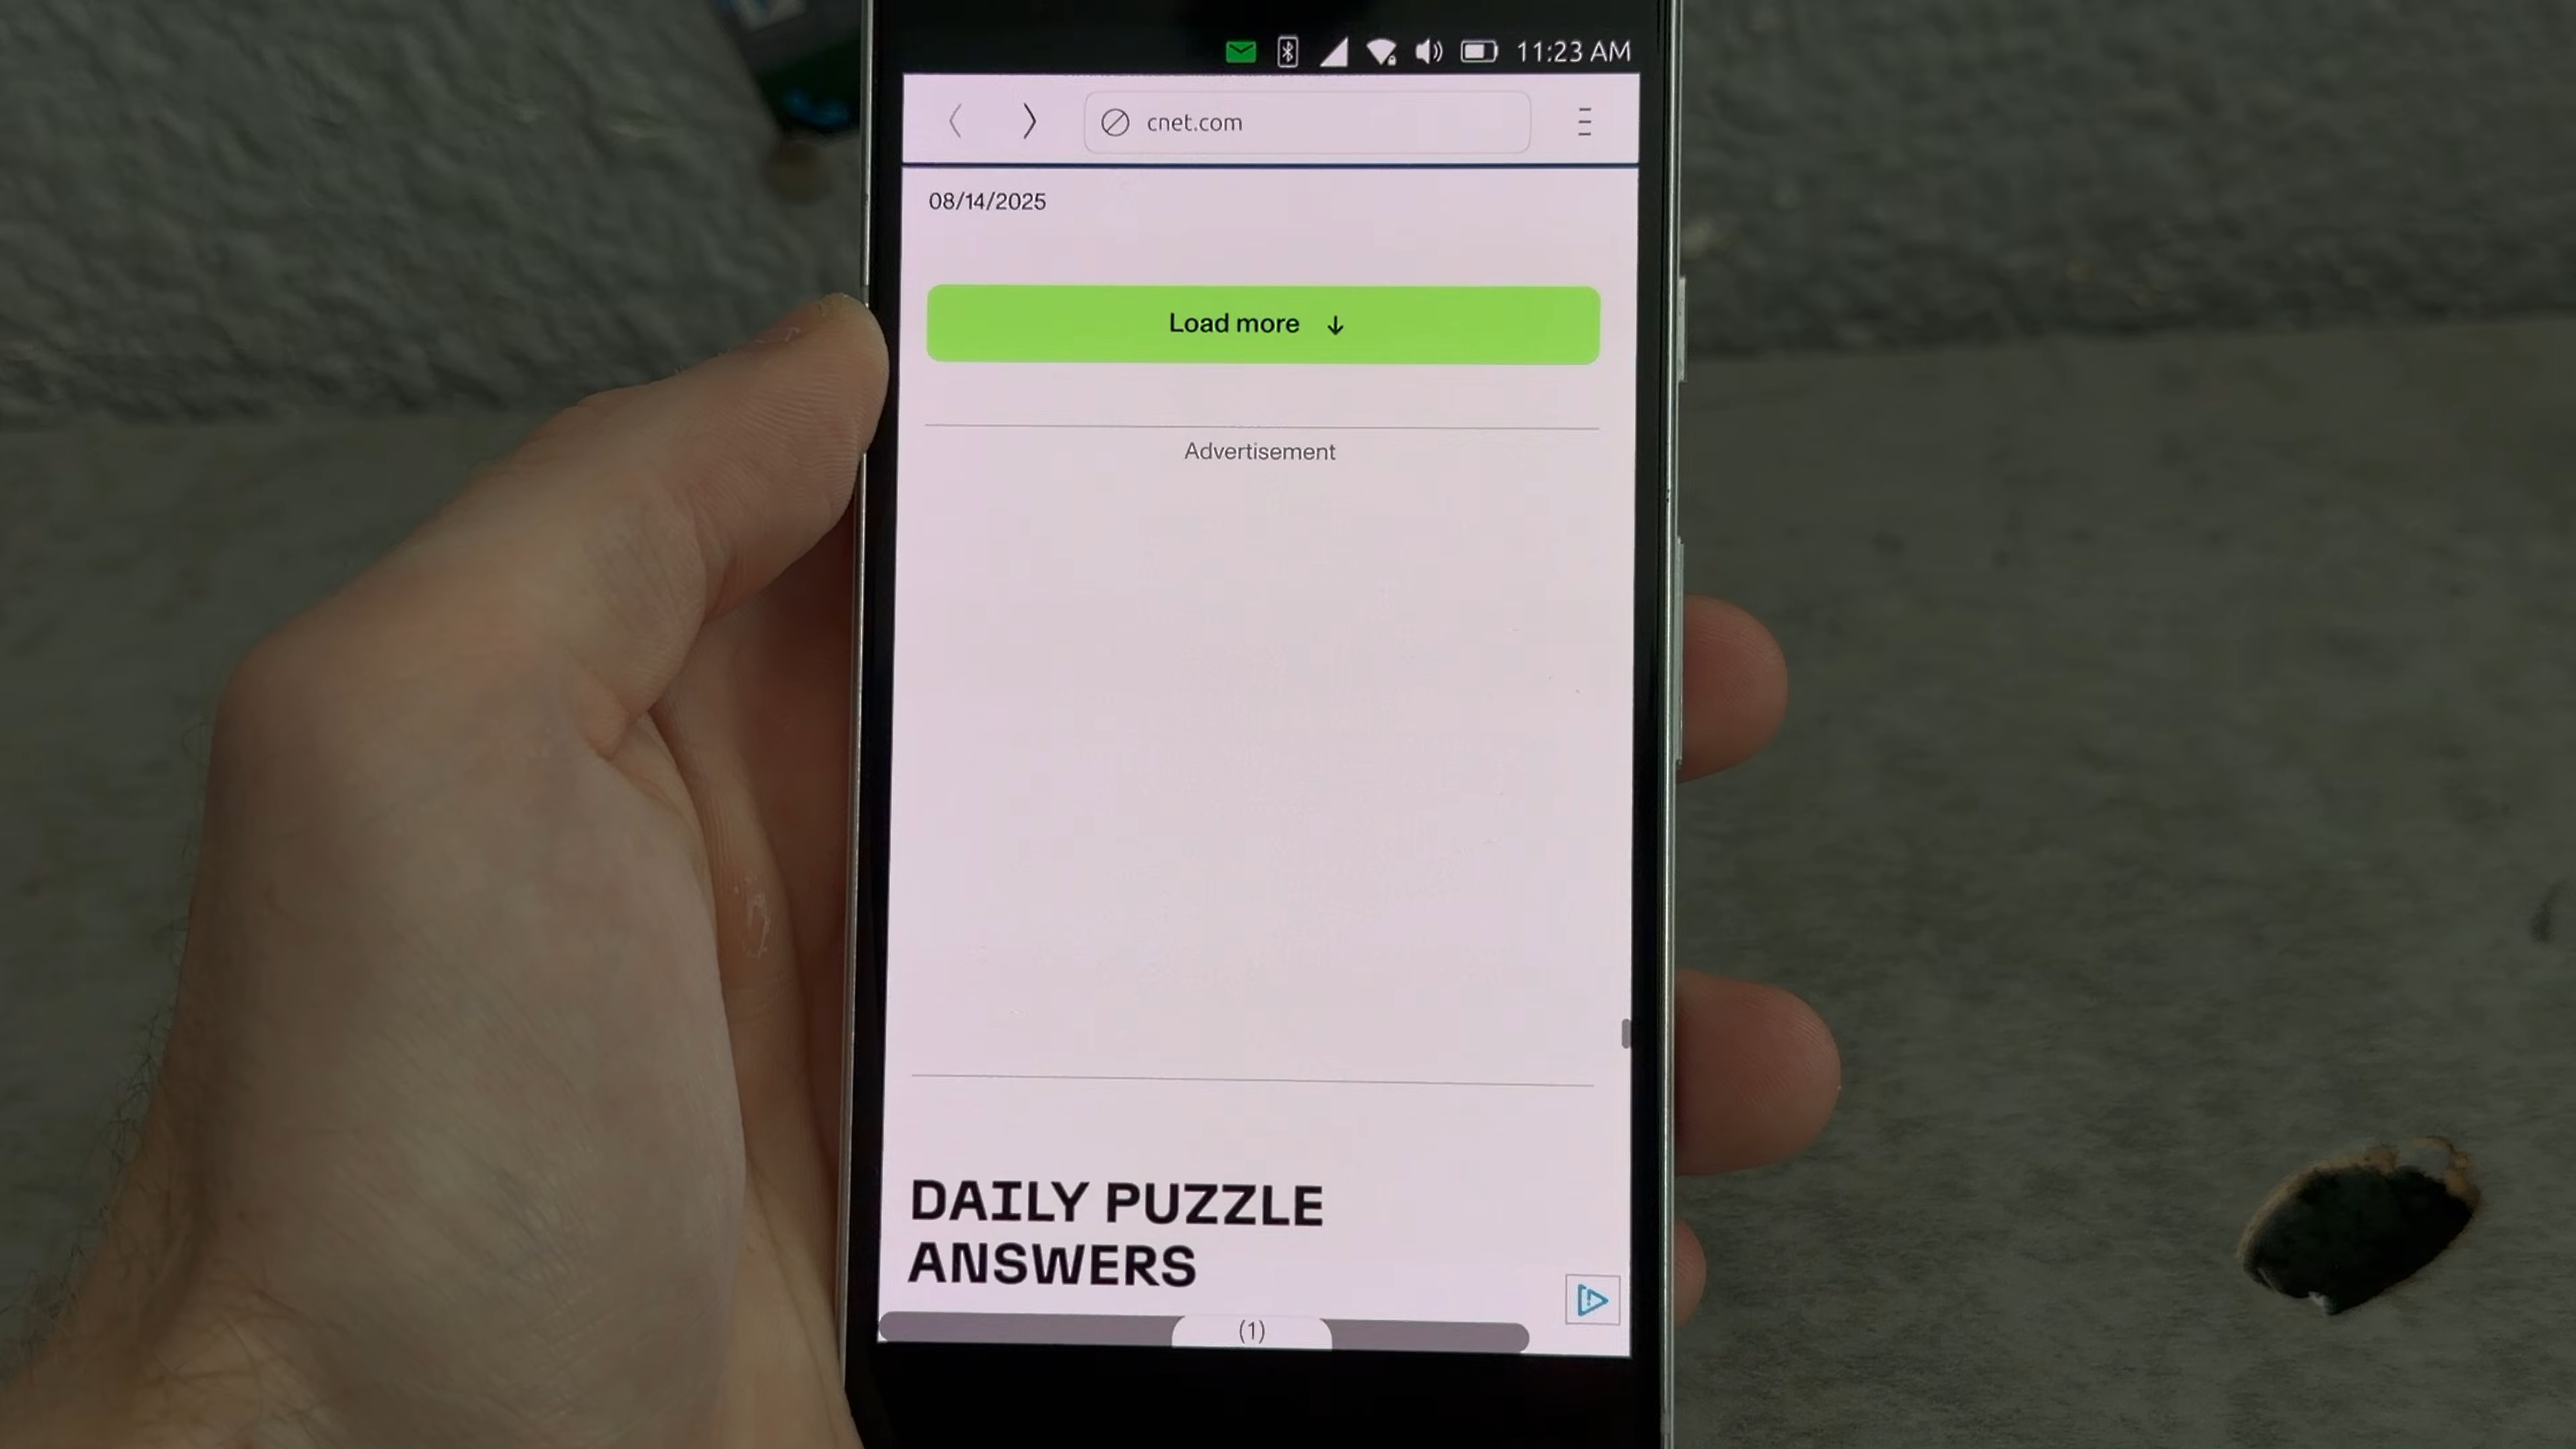 11:23 AM
cnet.com
08/14/2025
Load more
Advertisement
DAILY PUZZLE
ANSWERS
(1)